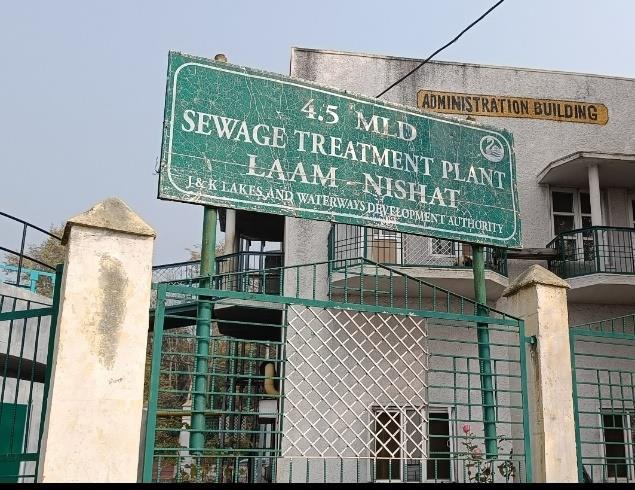 4.5 MLD
SEWAGE TREATMENT PLANT
LAAM - NISHAT
J & K LAKES AND WATERWAYS DEVELOPMENT AUTHORITY
ADMINISTRATION BUILDING